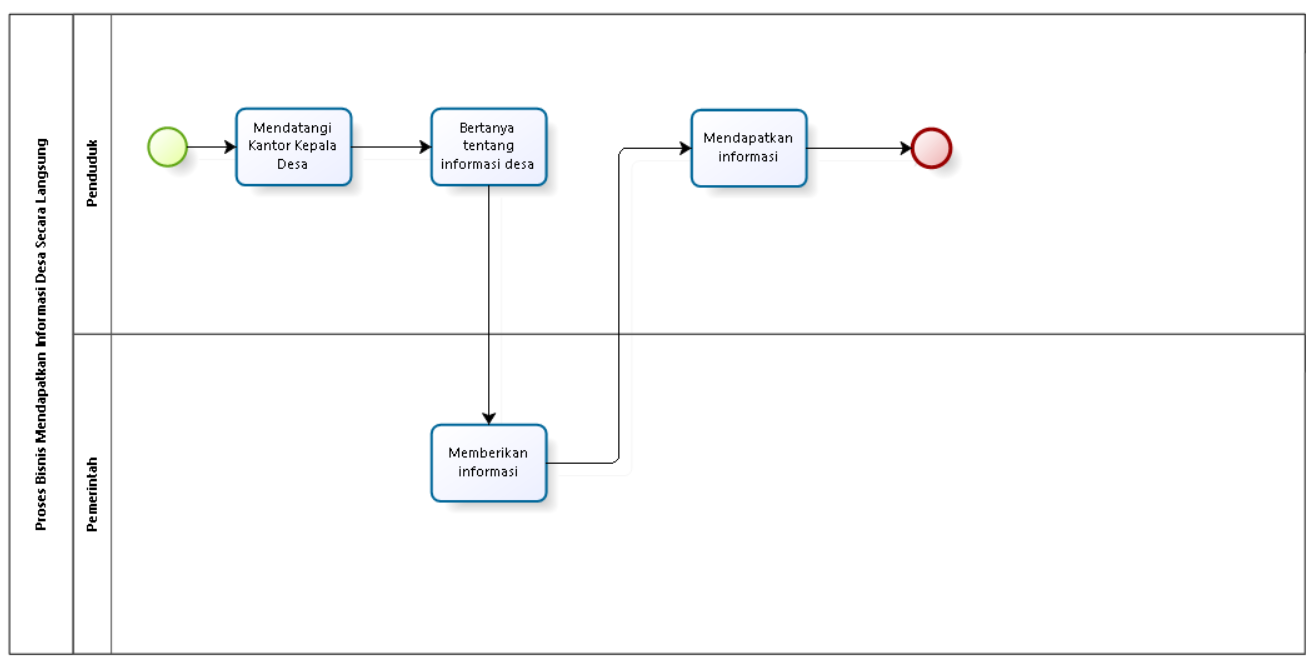 Proses Bisnis Mendapatkan Informasi Desa Secara Langsung
Penduduk
Mendatangi
Kantor Kepala
Desa
Bertanya
tentang
informasi desa
Mendapatkan
informasi
Pemerintah
Memberikan
informasi